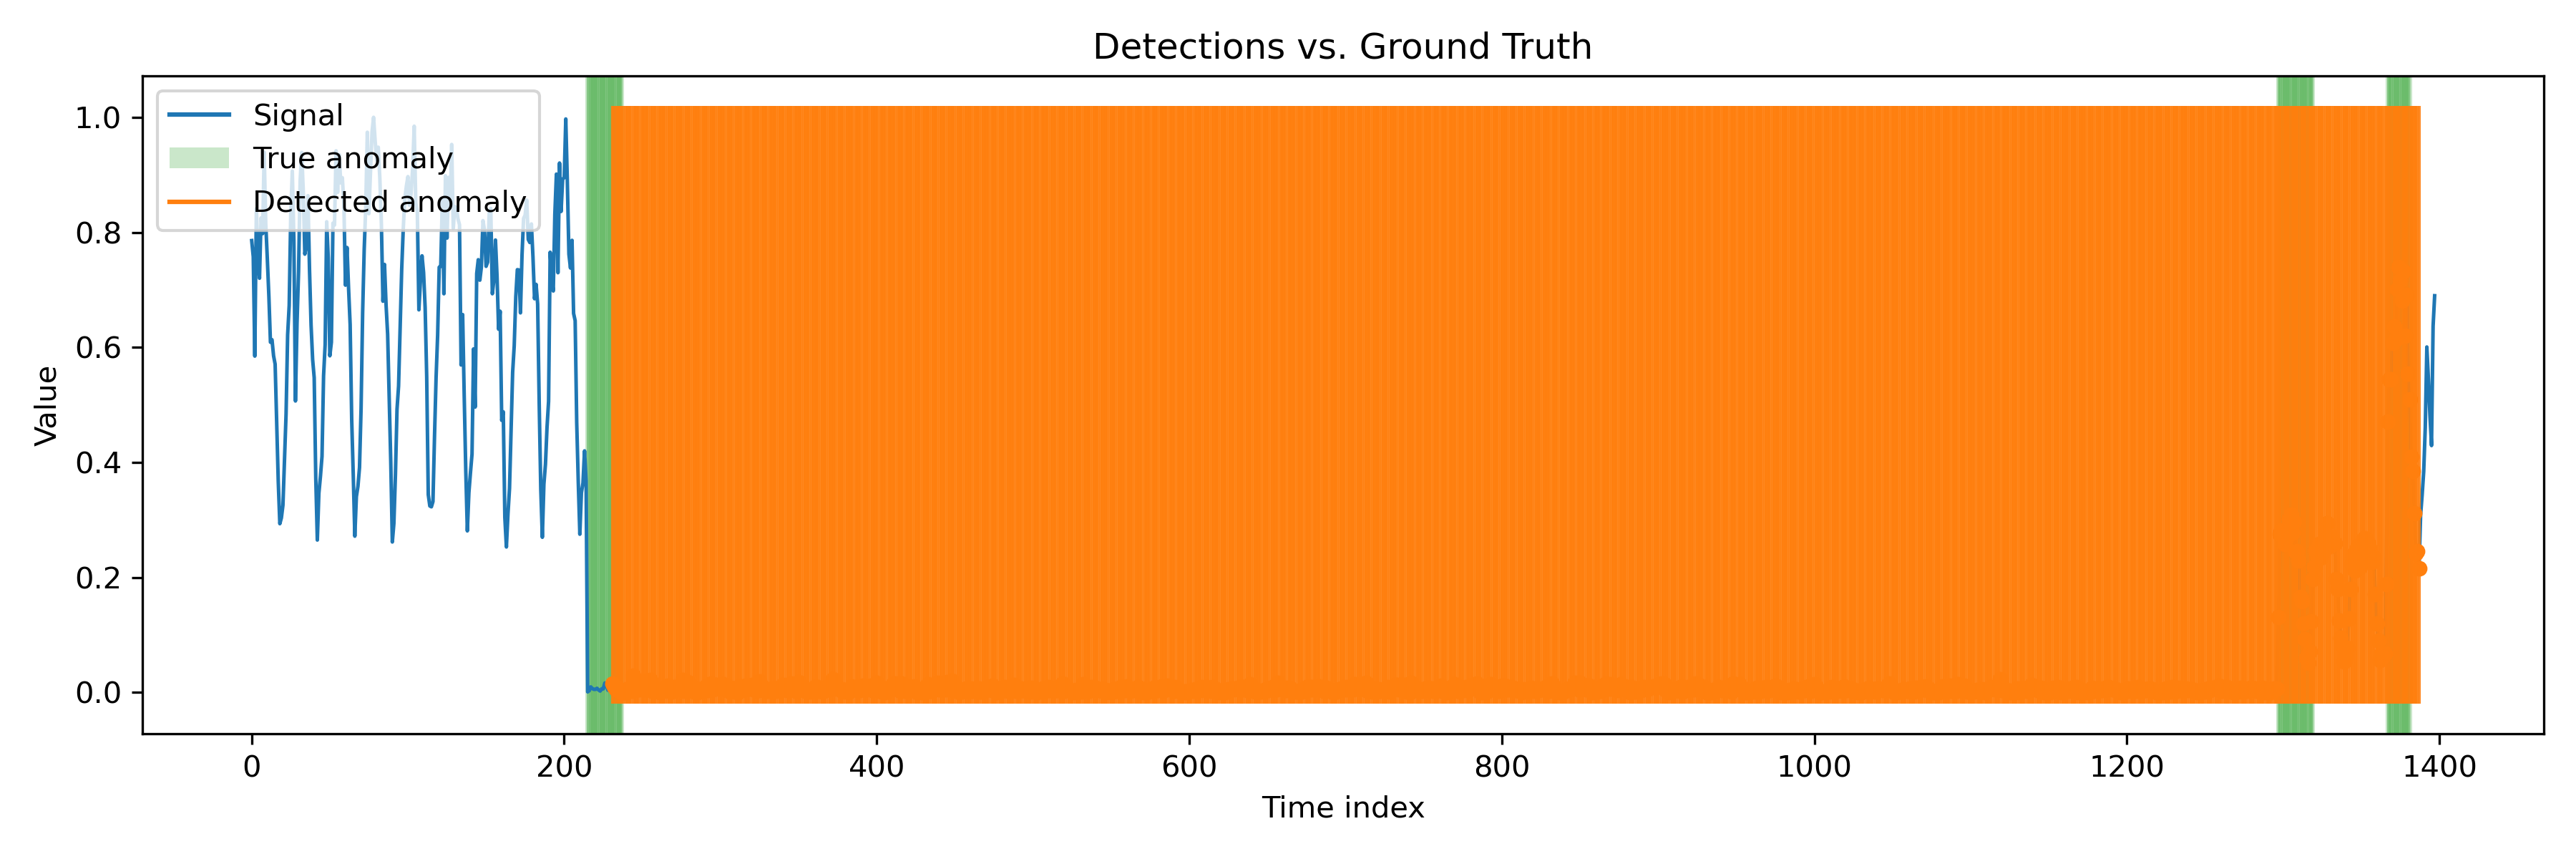 Detections vs. Ground Truth
Signal
True anomaly
Detected anomaly
1.0
0.8
0.6
0.4
0.2
0.0
Value
0
200
400
600
800
1000
1200
1400
Time index